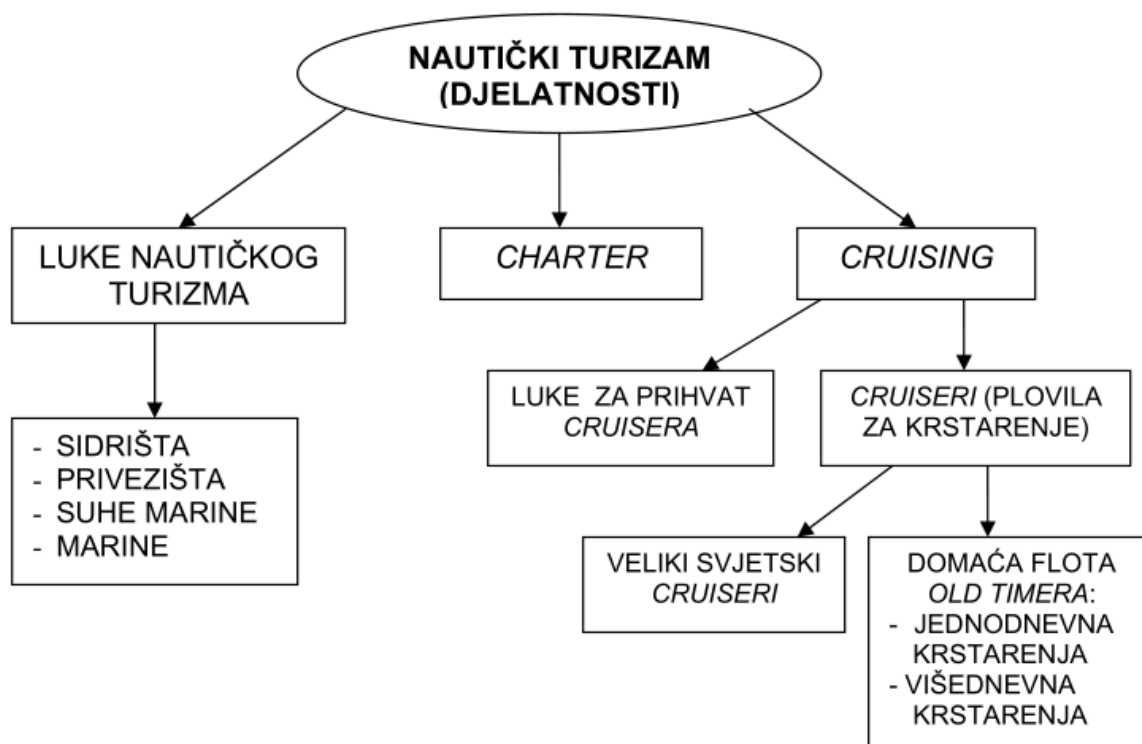 NAUTIČKI TURIZAM
(DJELATNOSTI)
LUKE NAUTIČKOG
TURIZMA
CHARTER
CRUISING
- SIDRIŠTA
- PRIVEZIŠTA
- SUHE MARINE
- MARINE
LUKE ZA PRIHVAT
CRUISERA
CRUISERI (PLOVILA
ZA KRSTARENJE)
VELIKI SVJETSKI
CRUISERI
DOMAĆA FLOTA
OLD TIMERA:
- JEDNODNEVNA
KRSTARENJA
- VIŠEDNEVNA
KRSTARENJA